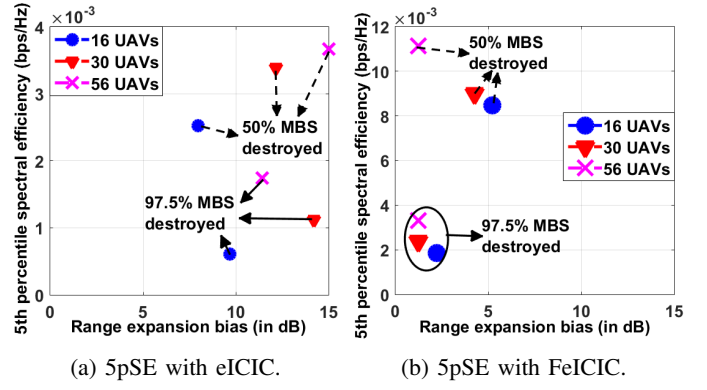 × 10⁻³
4
3
2
1
0
0
5
10
15
5th percentile spectral efficiency (bps/Hz)
Range expansion bias (in dB)
16 UAVs
30 UAVs
56 UAVs
50% MBS
destroyed
97.5% MBS
destroyed
(a) 5pSE with eICIC.
× 10⁻³
12
10
8
6
4
2
0
0
5
10
15
5th percentile spectral efficiency (bps/Hz)
Range expansion bias (in dB)
50% MBS
destroyed
16 UAVs
30 UAVs
56 UAVs
97.5% MBS
destroyed
(b) 5pSE with FeICIC.